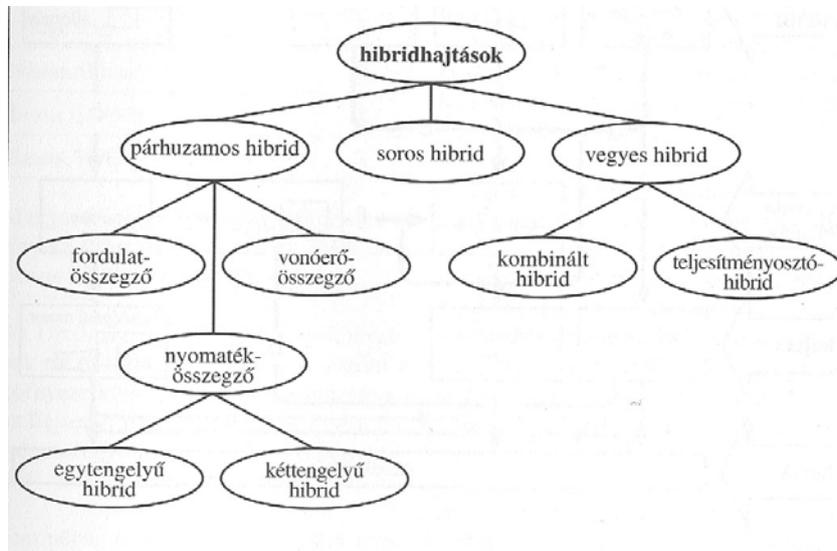 hibridhajtások
párhuzamos hibrid
soros hibrid
vegyes hibrid
fordulat-
összegző
vonóerő-
összegző
kombinált
hibrid
teljesítményosztó-
hibrid
nyomaték-
összegző
egytengelyű
hibrid
kéttengelyű
hibrid